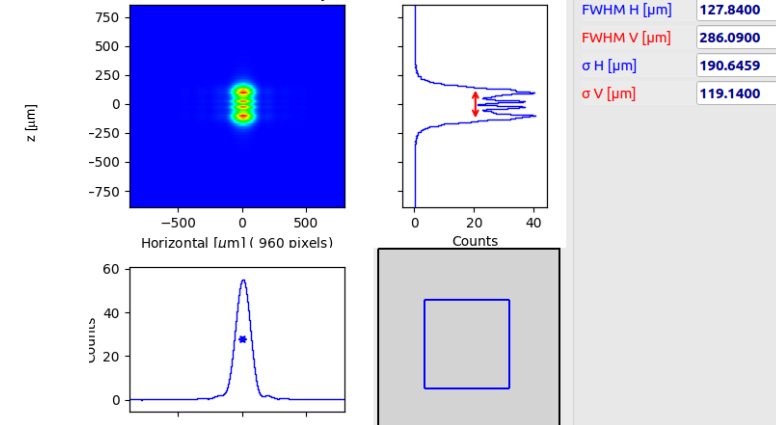 FWHM H [µm] 127.8400
FWHM V [µm] 286.0900
σ H [µm] 190.6459
σ V [µm] 119.1400
750
500
250
0
−250
−500
−750
z [µm]
−500 0 500
Horizontal [µm] ( 960 pixels)
0 20 40
Counts
60
40
20
0
Counts